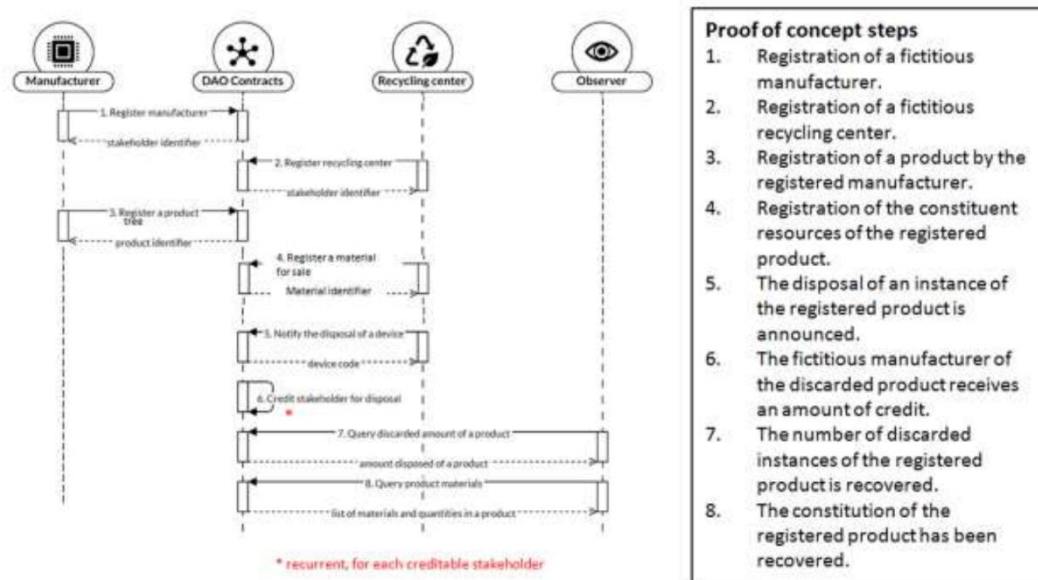 Manufacturer
DAO Contracts
Recycling center
Observer
1. Register manufacturer
stakeholder identifier
2. Register recycling center
stakeholder identifier
3. Register a product
tree
product identifier
4. Register a material
for sale
Material identifier
5. Notify the disposal of a device
device code
6. Credit stakeholder for disposal
*
7. Query discarded amount of a product
amount disposed of a product
8. Query product materials
list of materials and quantities in a product
* recurrent, for each creditable stakeholder
Proof of concept steps
1. Registration of a fictitious
manufacturer.
2. Registration of a fictitious
recycling center.
3. Registration of a product by the
registered manufacturer.
4. Registration of the constituent
resources of the registered
product.
5. The disposal of an instance of
the registered product is
announced.
6. The fictitious manufacturer of
the discarded product receives
an amount of credit.
7. The number of discarded
instances of the registered
product is recovered.
8. The constitution of the
registered product has been
recovered.